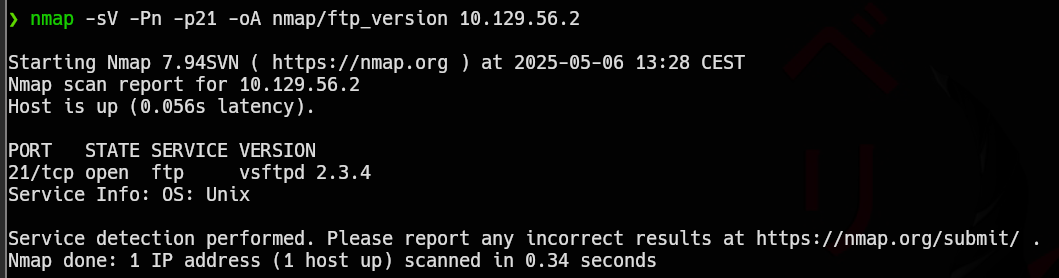 ❯ nmap -sV -Pn -p21 -oA nmap/ftp_version 10.129.56.2
Starting Nmap 7.94SVN ( https://nmap.org ) at 2025-05-06 13:28 CEST
Nmap scan report for 10.129.56.2
Host is up (0.056s latency).
PORT   STATE SERVICE VERSION
21/tcp open  ftp     vsftpd 2.3.4
Service Info: OS: Unix
Service detection performed. Please report any incorrect results at https://nmap.org/submit/ .
Nmap done: 1 IP address (1 host up) scanned in 0.34 seconds